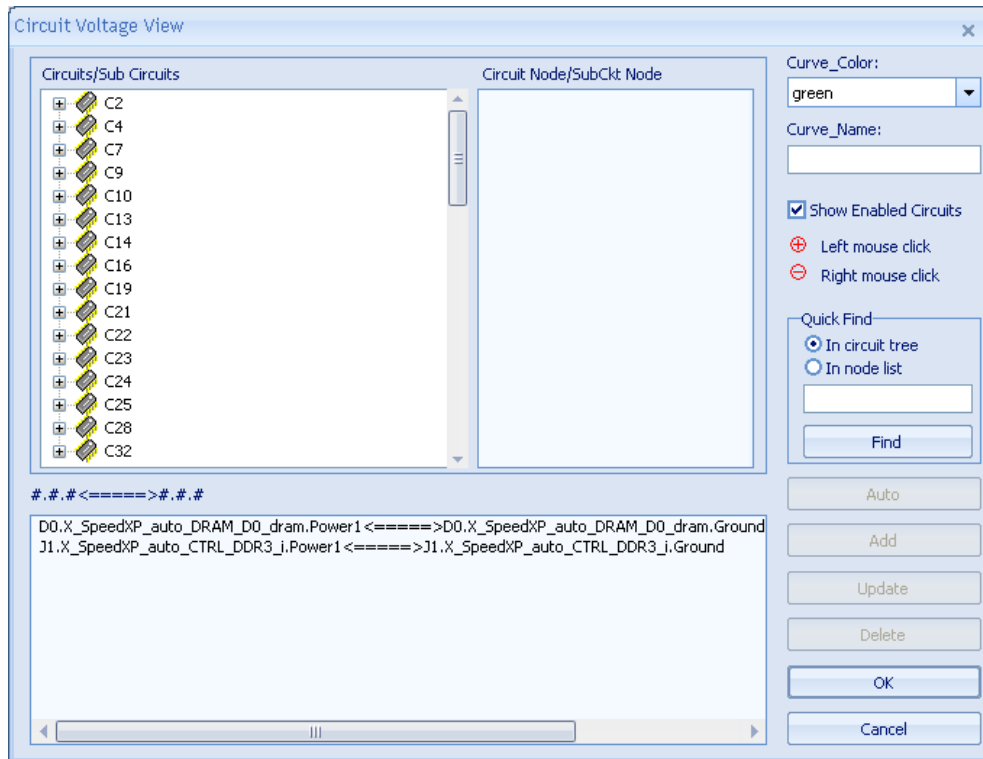 Circuit Voltage View
Circuits/Sub Circuits
C2
C4
C7
C9
C10
C13
C14
C16
C19
C21
C22
C23
C24
C25
C28
C32
Circuit Node/SubCkt Node
#.#.#<=====>#.#.#
D0.X_SpeedXP_auto_DRAM_D0_dram.Power1<=====>D0.X_SpeedXP_auto_DRAM_D0_dram.Ground
J1.X_SpeedXP_auto_CTRL_DDR3_i.Power1<=====>J1.X_SpeedXP_auto_CTRL_DDR3_i.Ground
Curve_Color:
green
Curve_Name:
Show Enabled Circuits
Left mouse click
Right mouse click
Quick Find
In circuit tree
In node list
Find
Auto
Add
Update
Delete
OK
Cancel